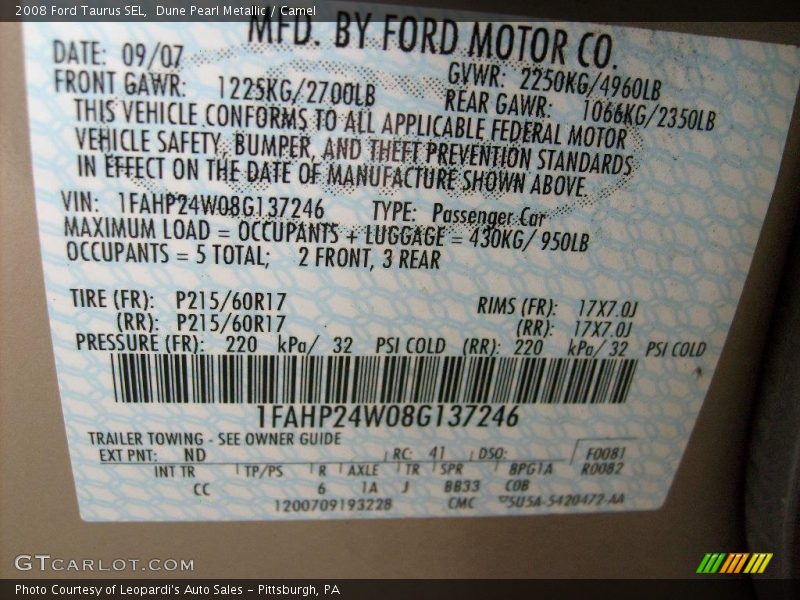 2008 Ford Taurus SEL,  Dune Pearl Metallic / Camel
MFD. BY FORD MOTOR CO.
DATE: 09/07 GVWR: 2250KG/4960LB
FRONT GAWR: 1225KG/2700LB REAR GAWR: 1066KG/2350LB
THIS VEHICLE CONFORMS TO ALL APPLICABLE FEDERAL MOTOR
VEHICLE SAFETY, BUMPER, AND THEFT PREVENTION STANDARDS
IN EFFECT ON THE DATE OF MANUFACTURE SHOWN ABOVE.
VIN: 1FAHP24W08G137246 TYPE: Passenger Car
MAXIMUM LOAD = OCCUPANTS + LUGGAGE = 430KG/ 950LB
OCCUPANTS = 5 TOTAL; 2 FRONT, 3 REAR
TIRE (FR): P215/60R17 RIMS (FR): 17X7.0J
(RR): P215/60R17 (RR): 17X7.0J
PRESSURE (FR): 220 kPa/ 32 PSI COLD (RR): 220 kPa/ 32 PSI COLD
1FAHP24W08G137246
TRAILER TOWING - SEE OWNER GUIDE
EXT PNT: ND RC: 41 DSO: F0081
INT TR TP/PS R AXLE TR SPR BPG1A R0082
CC 6 1A J BB33 COB
1200709193228 CMC 5U5A-5420472-AA
GTCARLOT.COM
Photo Courtesy of Leopardi's Auto Sales - Pittsburgh, PA